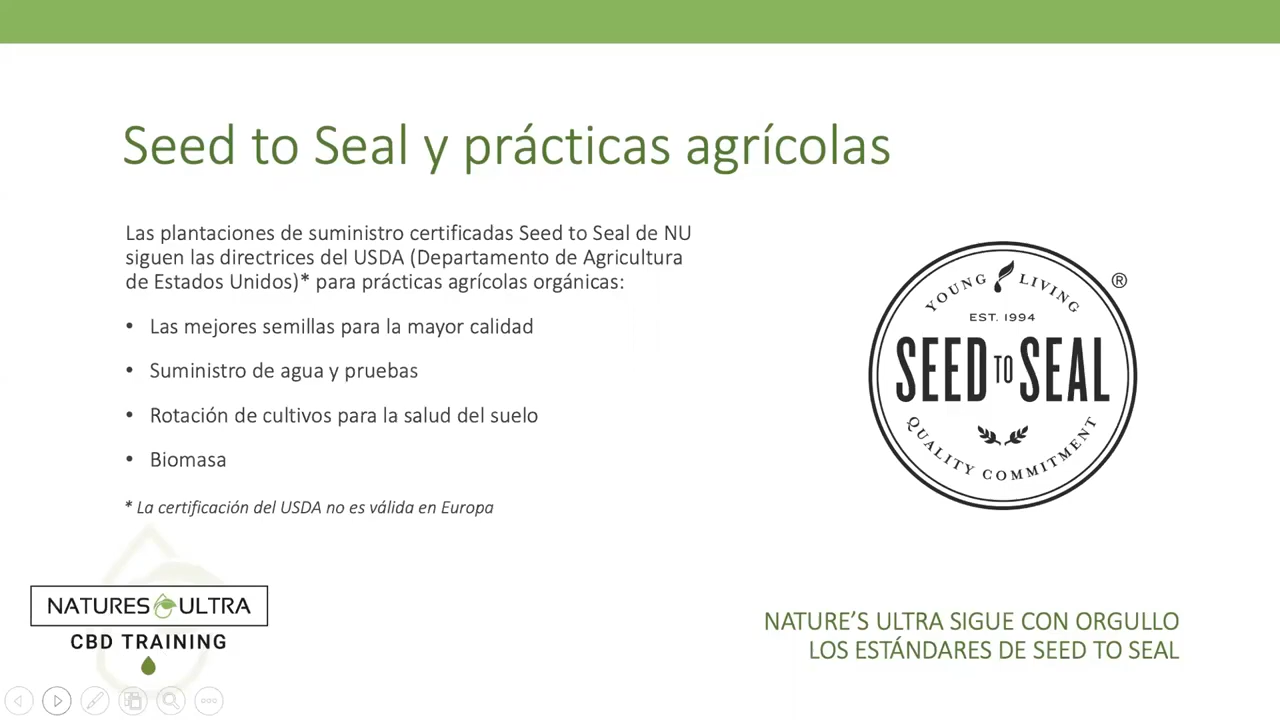 Seed to Seal y prácticas agrícolas
Las plantaciones de suministro certificadas Seed to Seal de NU
siguen las directrices del USDA (Departamento de Agricultura
de Estados Unidos)* para prácticas agrícolas orgánicas:
• Las mejores semillas para la mayor calidad
• Suministro de agua y pruebas
• Rotación de cultivos para la salud del suelo
• Biomasa
* La certificación del USDA no es válida en Europa
YOUNG LIVING
®
EST. 1994
SEED TO SEAL
QUALITY COMMITMENT
NATURES ULTRA
CBD TRAINING
NATURE’S ULTRA SIGUE CON ORGULLO
LOS ESTÁNDARES DE SEED TO SEAL